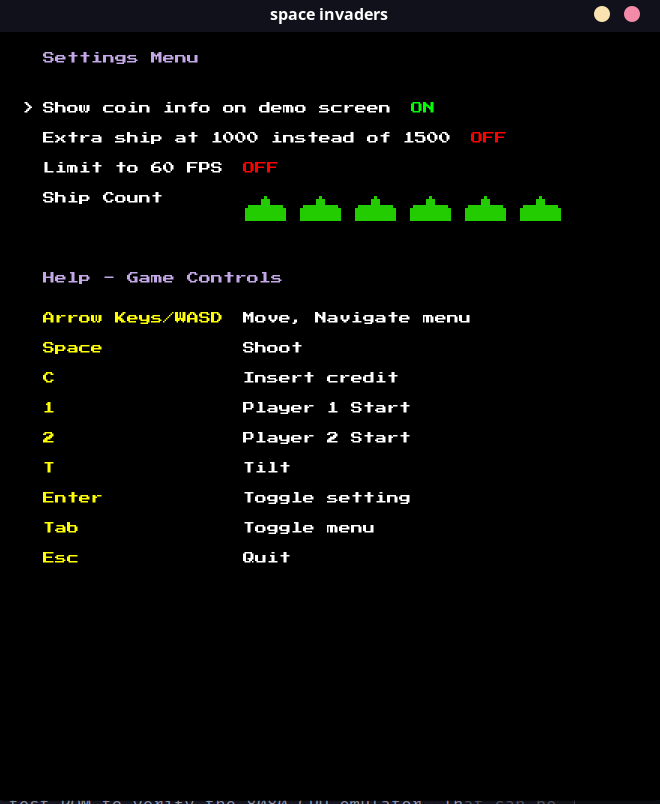 space invaders
Settings Menu
> Show coin info on demo screen ON
Extra ship at 1000 instead of 1500 OFF
Limit to 60 FPS OFF
Ship Count
Help - Game Controls
Arrow Keys/WASD Move, Navigate menu
Space Shoot
C Insert credit
1 Player 1 Start
2 Player 2 Start
T Tilt
Enter Toggle setting
Tab Toggle menu
Esc Quit